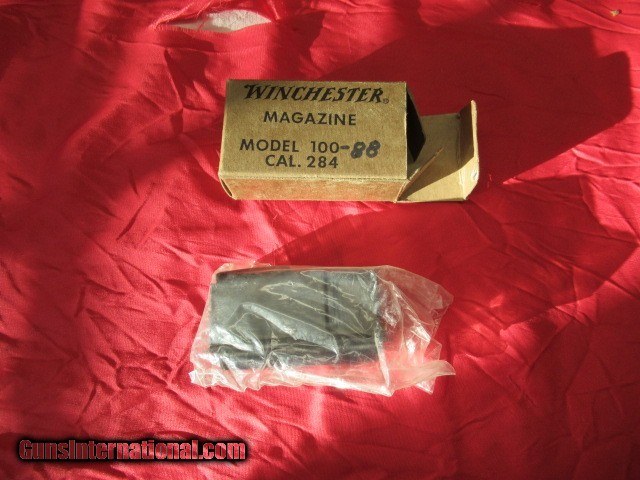 WINCHESTER®
MAGAZINE
MODEL 100-88
CAL. 284
GunsInternational.com